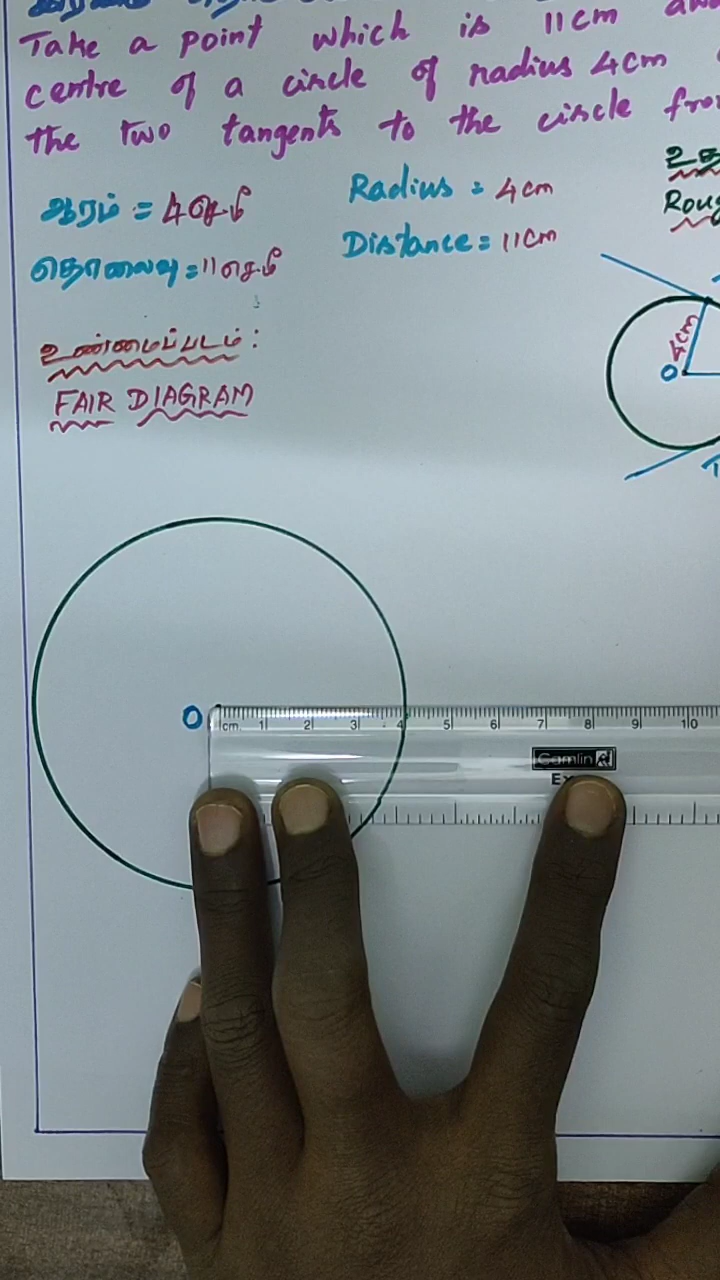 Take a point which is 11cm
centre of a circle of radius 4cm
the two tangents to the circle from
ஆரம் = 4செ.மீ
Radius = 4cm
தொலைவு = 11செ.மீ
Distance = 11cm
உண்மைப்படம் :
FAIR DIAGRAM
4cm
O
O
cm 1 2 3 4 5 6 7 8 9 10
Camlin